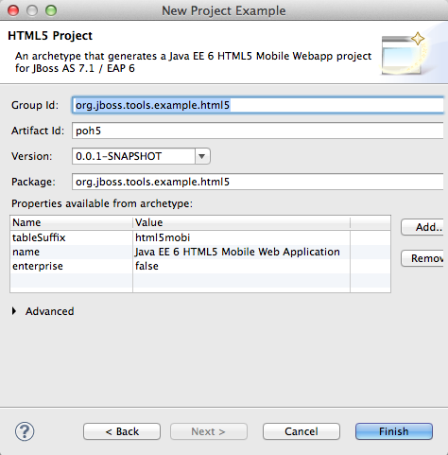 New Project Example
HTML5 Project
An archetype that generates a Java EE 6 HTML5 Mobile Webapp project
for JBoss AS 7.1 / EAP 6
Group Id: org.jboss.tools.example.html5
Artifact Id: poh5
Version: 0.0.1-SNAPSHOT
Package: org.jboss.tools.example.html5
Properties available from archetype:
Name Value
tableSuffix html5mobi
name Java EE 6 HTML5 Mobile Web Application
enterprise false
Add..
Remov
Advanced
? < Back Next > Cancel Finish